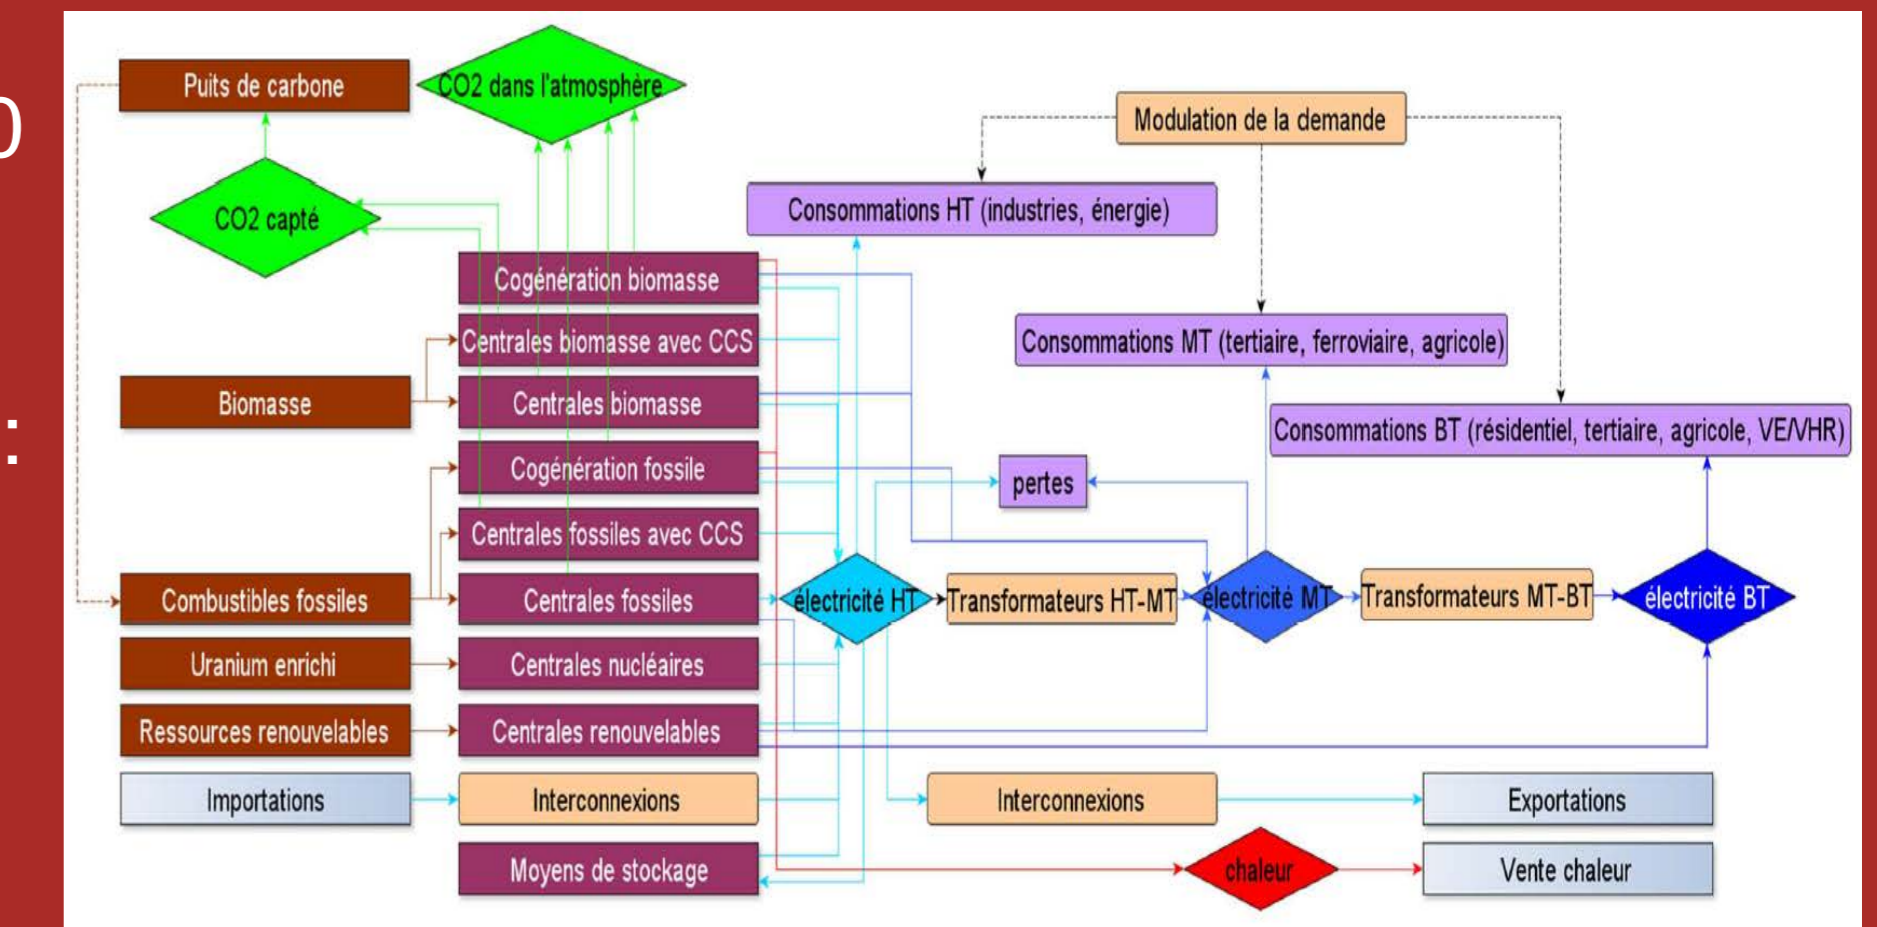 0
:
Puits de carbone
CO2 dans l'atmosphère
Modulation de la demande
CO2 capté
Consommations HT (industries, énergie)
Cogénération biomasse
Centrales biomasse avec CCS
Consommations MT (tertiaire, ferroviaire, agricole)
Biomasse
Centrales biomasse
Consommations BT (résidentiel, tertiaire, agricole, VE/VHR)
Cogénération fossile
pertes
Centrales fossiles avec CCS
Combustibles fossiles
Centrales fossiles
électricité HT
Transformateurs HT-MT
électricité MT
Transformateurs MT-BT
électricité BT
Uranium enrichi
Centrales nucléaires
Ressources renouvelables
Centrales renouvelables
Importations
Interconnexions
Interconnexions
Exportations
Moyens de stockage
chaleur
Vente chaleur